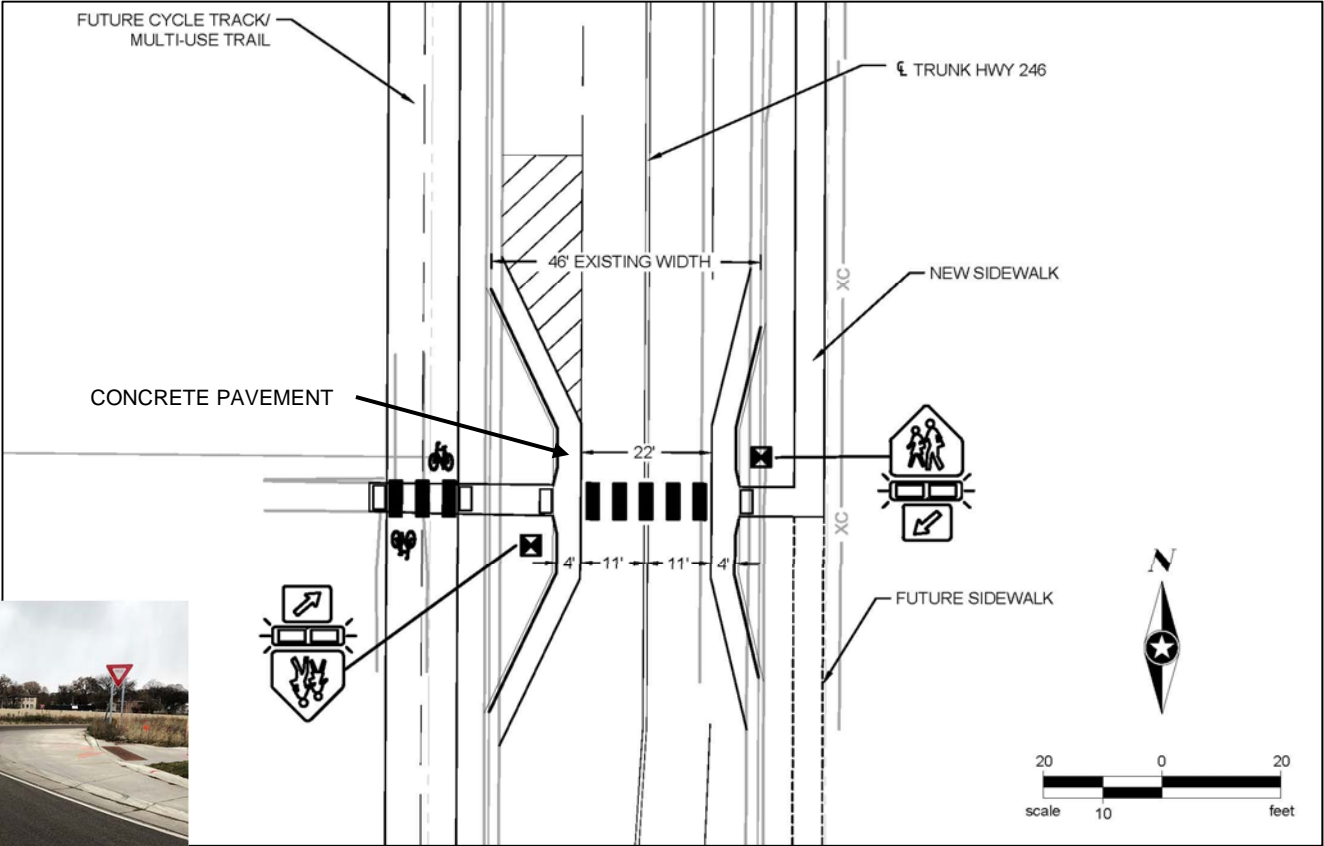 FUTURE CYCLE TRACK/
MULTI-USE TRAIL
℄ TRUNK HWY 246
46' EXISTING WIDTH
NEW SIDEWALK
XC
CONCRETE PAVEMENT
22'
XC
4' 11' 11' 4'
FUTURE SIDEWALK
N
20 0 20
scale 10 feet